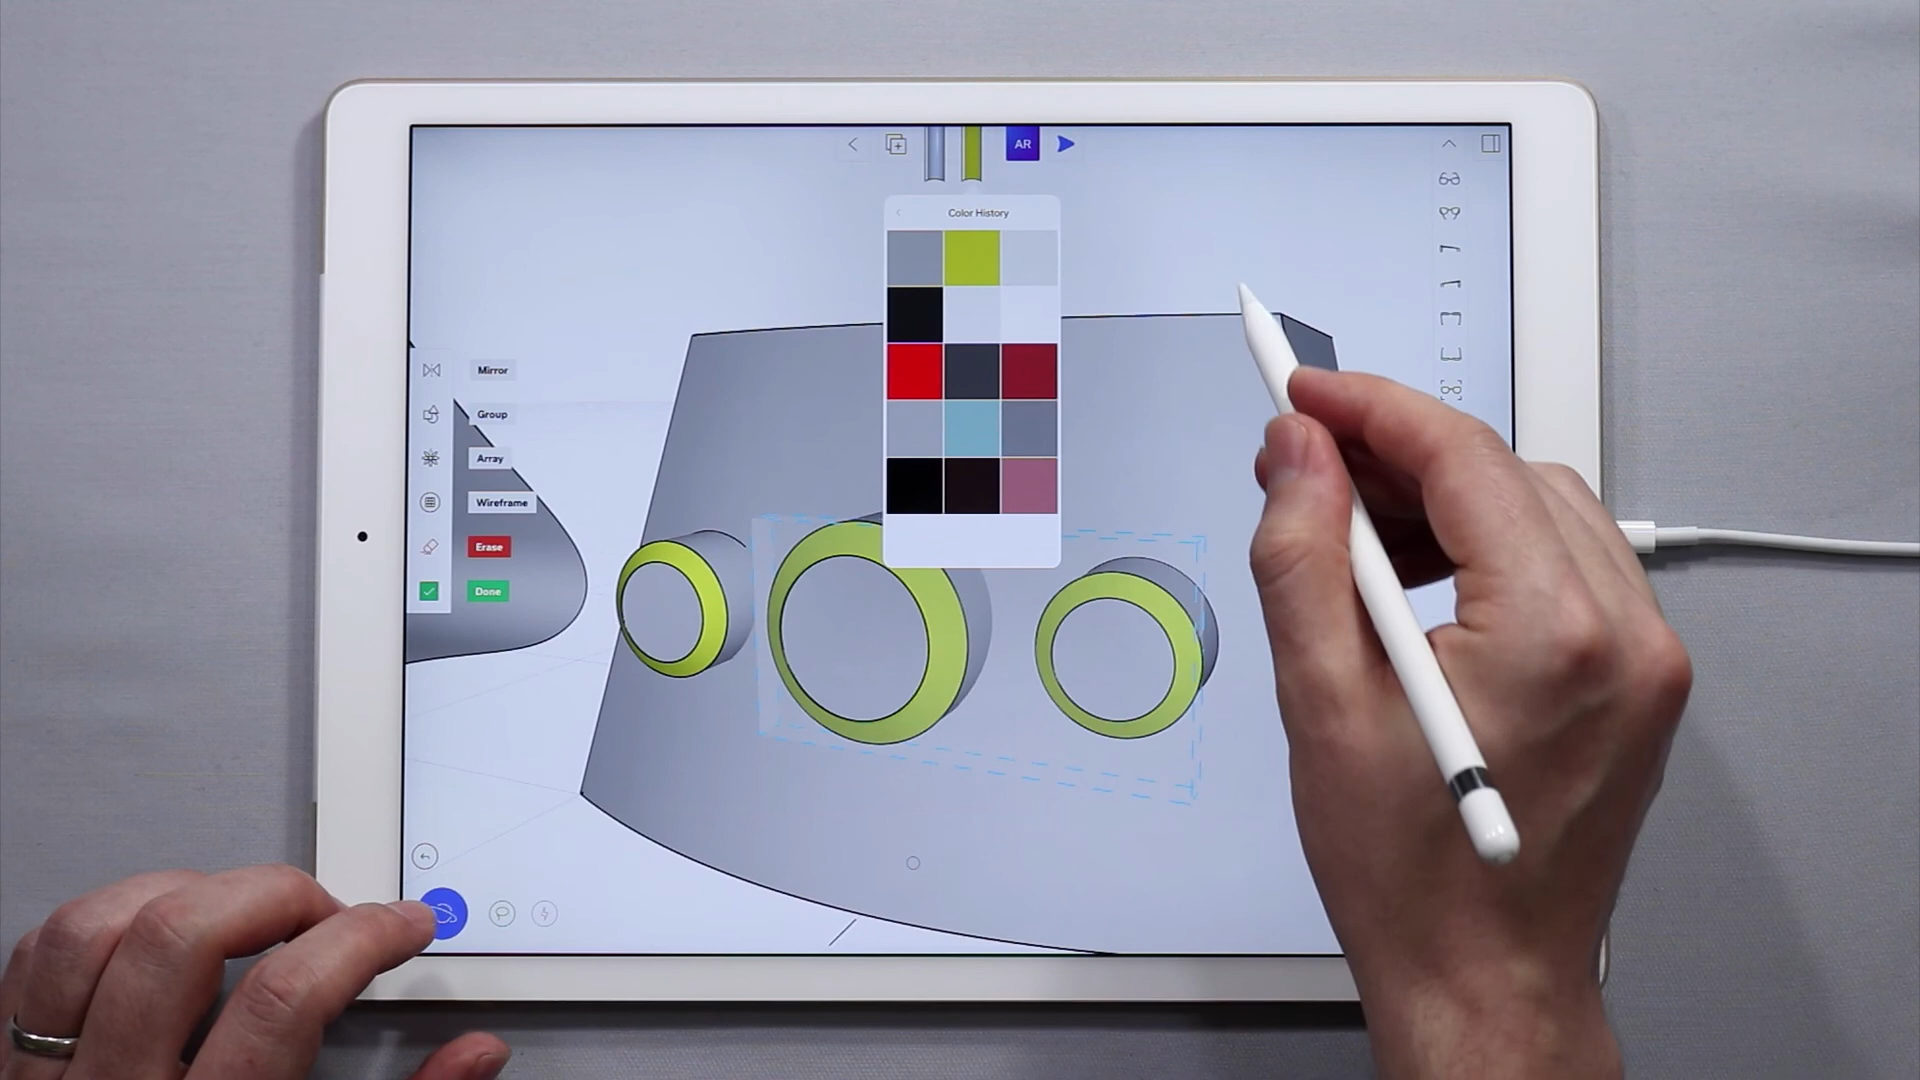 AR
Color History
Mirror
Group
Array
Wireframe
Erase
Done